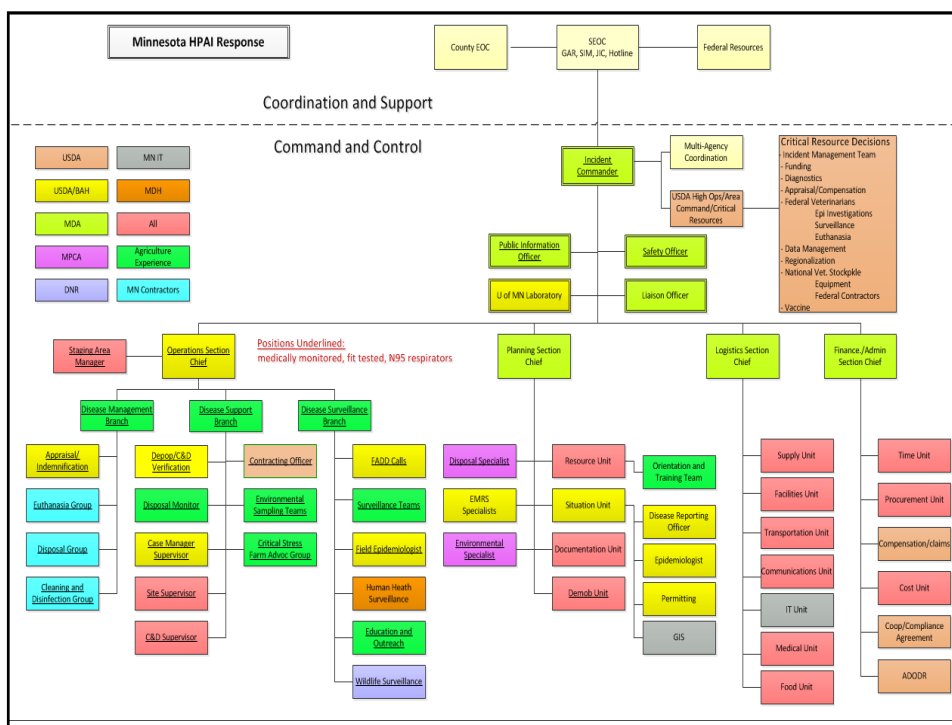 Minnesota HPAI Response
County EOC
SEOC
GAR, SIM, JIC, Hotline
Federal Resources
Coordination and Support
Command and Control
USDA
MN IT
USDA/BAH
MDH
MDA
All
MPCA
Agriculture
Experience
DNR
MN Contractors
Incident
Commander
Multi-Agency
Coordination
USDA High Ops/Area
Command/Critical
Resources
Critical Resource Decisions
- Incident Management Team
- Funding
- Diagnostics
- Appraisal/Compensation
- Federal Veterinarians
Epi Investigations
Surveillance
Euthanasia
- Data Management
- Regionalization
- National Vet. Stockpkle
Equipment
Federal Contractors
- Vaccine
Public Information
Officer
Safety Officer
U of MN Laboratory
Liaison Officer
Staging Area
Manager
Operations Section
Chief
Positions Underlined:
medically monitored, fit tested, N95 respirators
Planning Section
Chief
Logistics Section
Chief
Finance./Admin
Section Chief
Disease Management
Branch
Disease Support
Branch
Disease Surveillance
Branch
Appraisal/
Indemnification
Euthanasia Group
Disposal Group
Cleaning and
Disinfection Group
Depop/C&D
Verification
Disposal Monitor
Case Manager
Supervisor
Site Supervisor
C&D Supervisor
Contracting Officer
Environmental
Sampling Teams
Critical Stress
Farm Advoc Group
FADD Calls
Surveillance Teams
Field Epidemiologist
Human Heath
Surveillance
Education and
Outreach
Wildlife Surveillance
Disposal Specialist
EMRS
Specialists
Environmental
Specialist
Resource Unit
Situation Unit
Documentation Unit
Demob Unit
Orientation and
Training Team
Disease Reporting
Officer
Epidemiologist
Permitting
GIS
Supply Unit
Facilities Unit
Transportation Unit
Communications Unit
IT Unit
Medical Unit
Food Unit
Time Unit
Procurement Unit
Compensation/claims
Cost Unit
Coop/Compliance
Agreement
ADODR